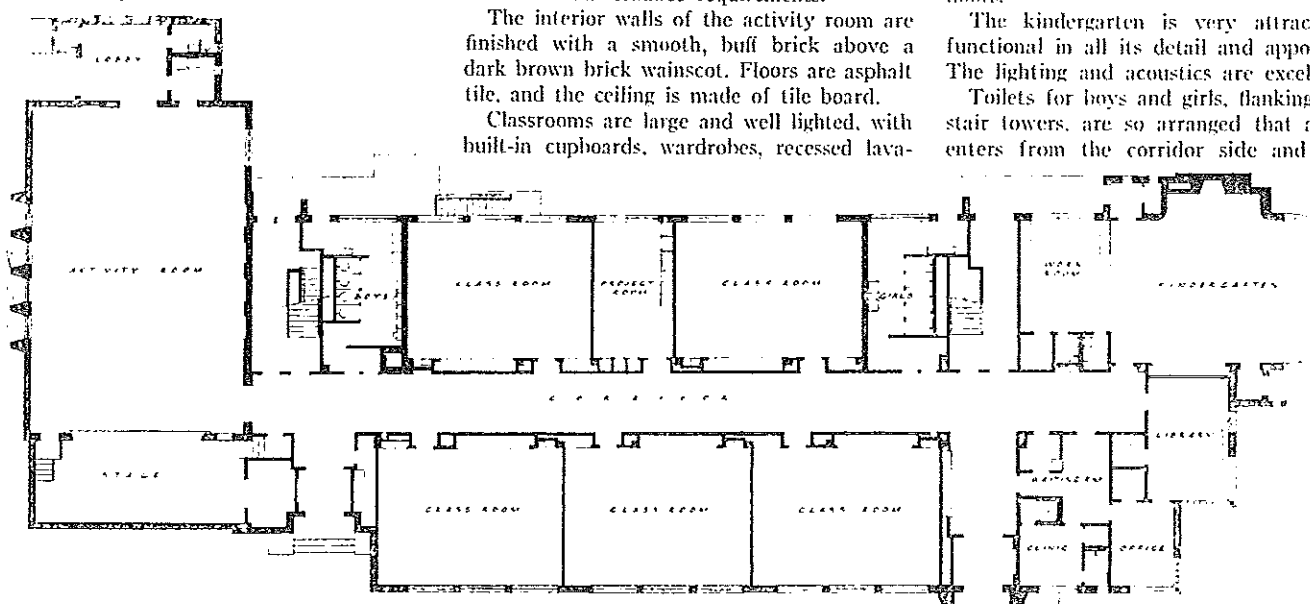 The interior walls of the activity room are
finished with a smooth, buff brick above a
dark brown brick wainscot. Floors are asphalt
tile, and the ceiling is made of tile board.
Classrooms are large and well lighted, with
built-in cupboards, wardrobes, recessed lava-
The kindergarten is very attrac
functional in all its detail and appo
The lighting and acoustics are excel
Toilets for boys and girls, flanking
stair towers, are so arranged that a
enters from the corridor side and
LOBBY
ACTIVITY ROOM
BOYS
CLASS ROOM
PROJECT
ROOM
CLASS ROOM
GIRLS
WORK
ROOM
KINDERGARTEN
CORRIDOR
LIBRARY
STAGE
CLASS ROOM
CLASS ROOM
CLASS ROOM
CLINIC
OFFICE